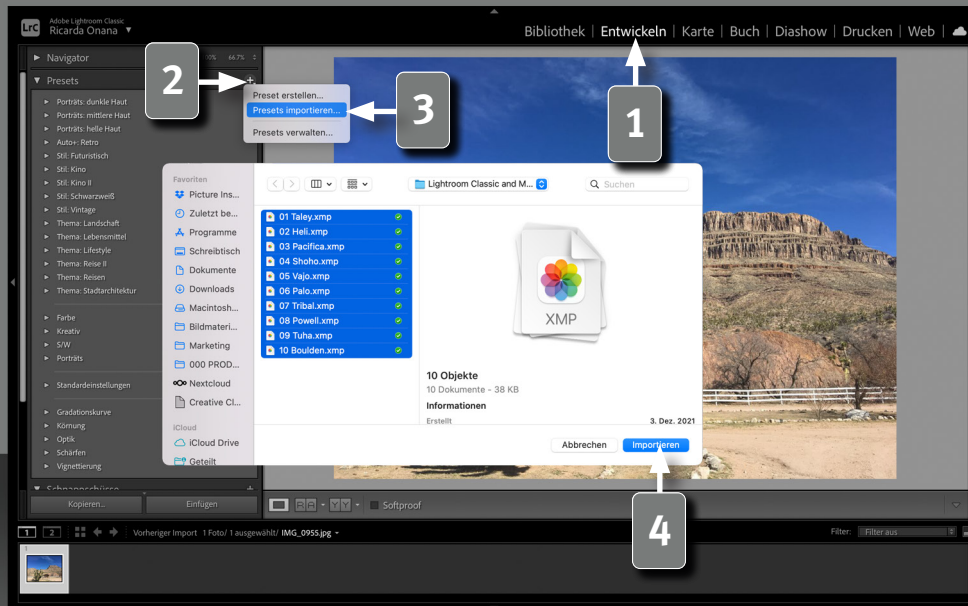 LrC
Adobe Lightroom Classic
Ricarda Onana ▼
Bibliothek | Entwickeln | Karte | Buch | Diashow | Drucken | Web |
1
2
3
4
Navigator
66.7%
Presets +
Porträts: dunkle Haut
Porträts: mittlere Haut
Porträts: helle Haut
Auto+: Retro
Stil: Futuristisch
Stil: Kino
Stil: Kino II
Stil: Schwarzweiß
Stil: Vintage
Thema: Landschaft
Thema: Lebensmittel
Thema: Lifestyle
Thema: Reise II
Thema: Reisen
Thema: Stadtarchitektur
Farbe
Kreativ
S/W
Porträts
Standardeinstellungen
Gradationskurve
Körnung
Optik
Schärfen
Vignettierung
Schnappschüsse +
Kopieren...
Einfügen
Preset erstellen...
Presets importieren...
Presets verwalten...
Favoriten
Picture Ins...
Zuletzt be...
Programme
Schreibtisch
Dokumente
Downloads
Macintosh...
Bildmateri...
Marketing
000 PROD...
Nextcloud
Creative Cl...
iCloud
iCloud Drive
Geteilt
Lightroom Classic and M...
Suchen
01 Taley.xmp
02 Heli.xmp
03 Pacifica.xmp
04 Shoho.xmp
05 Vajo.xmp
06 Palo.xmp
07 Tribal.xmp
08 Powell.xmp
09 Tuha.xmp
10 Boulden.xmp
XMP
10 Objekte
10 Dokumente - 38 KB
Informationen
Erstellt 3. Dez. 2021
Abbrechen
Importieren
RA
YY
Softproof
1 2
Vorheriger Import 1 Foto/ 1 ausgewählt/ IMG_0955.jpg
Filter: Filter aus
1